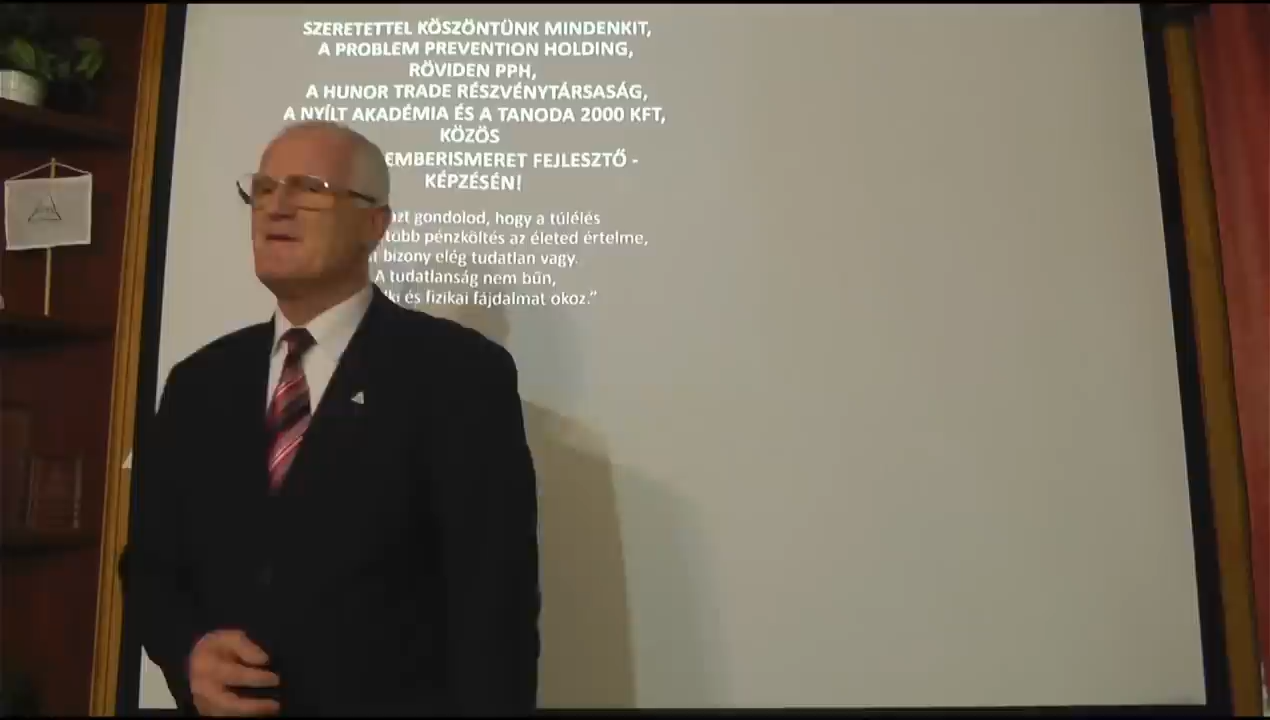 SZERETETTEL KÖSZÖNTÜNK MINDENKIT,
A PROBLEM PREVENTION HOLDING,
RÖVIDEN PPH,
A HUNOR TRADE RÉSZVÉNYTÁRSASÁG,
A NYÍLT AKADÉMIA ÉS A TANODA 2000 KFT,
KÖZÖS
EMBERISMERET FEJLESZTŐ -
KÉPZÉSÉN!
azt gondolod, hogy a túlélés
több pénzköltés az életed értelme,
bizony elég tudatlan vagy.
A tudatlanság nem bűn,
és fizikai fájdalmat okoz.”